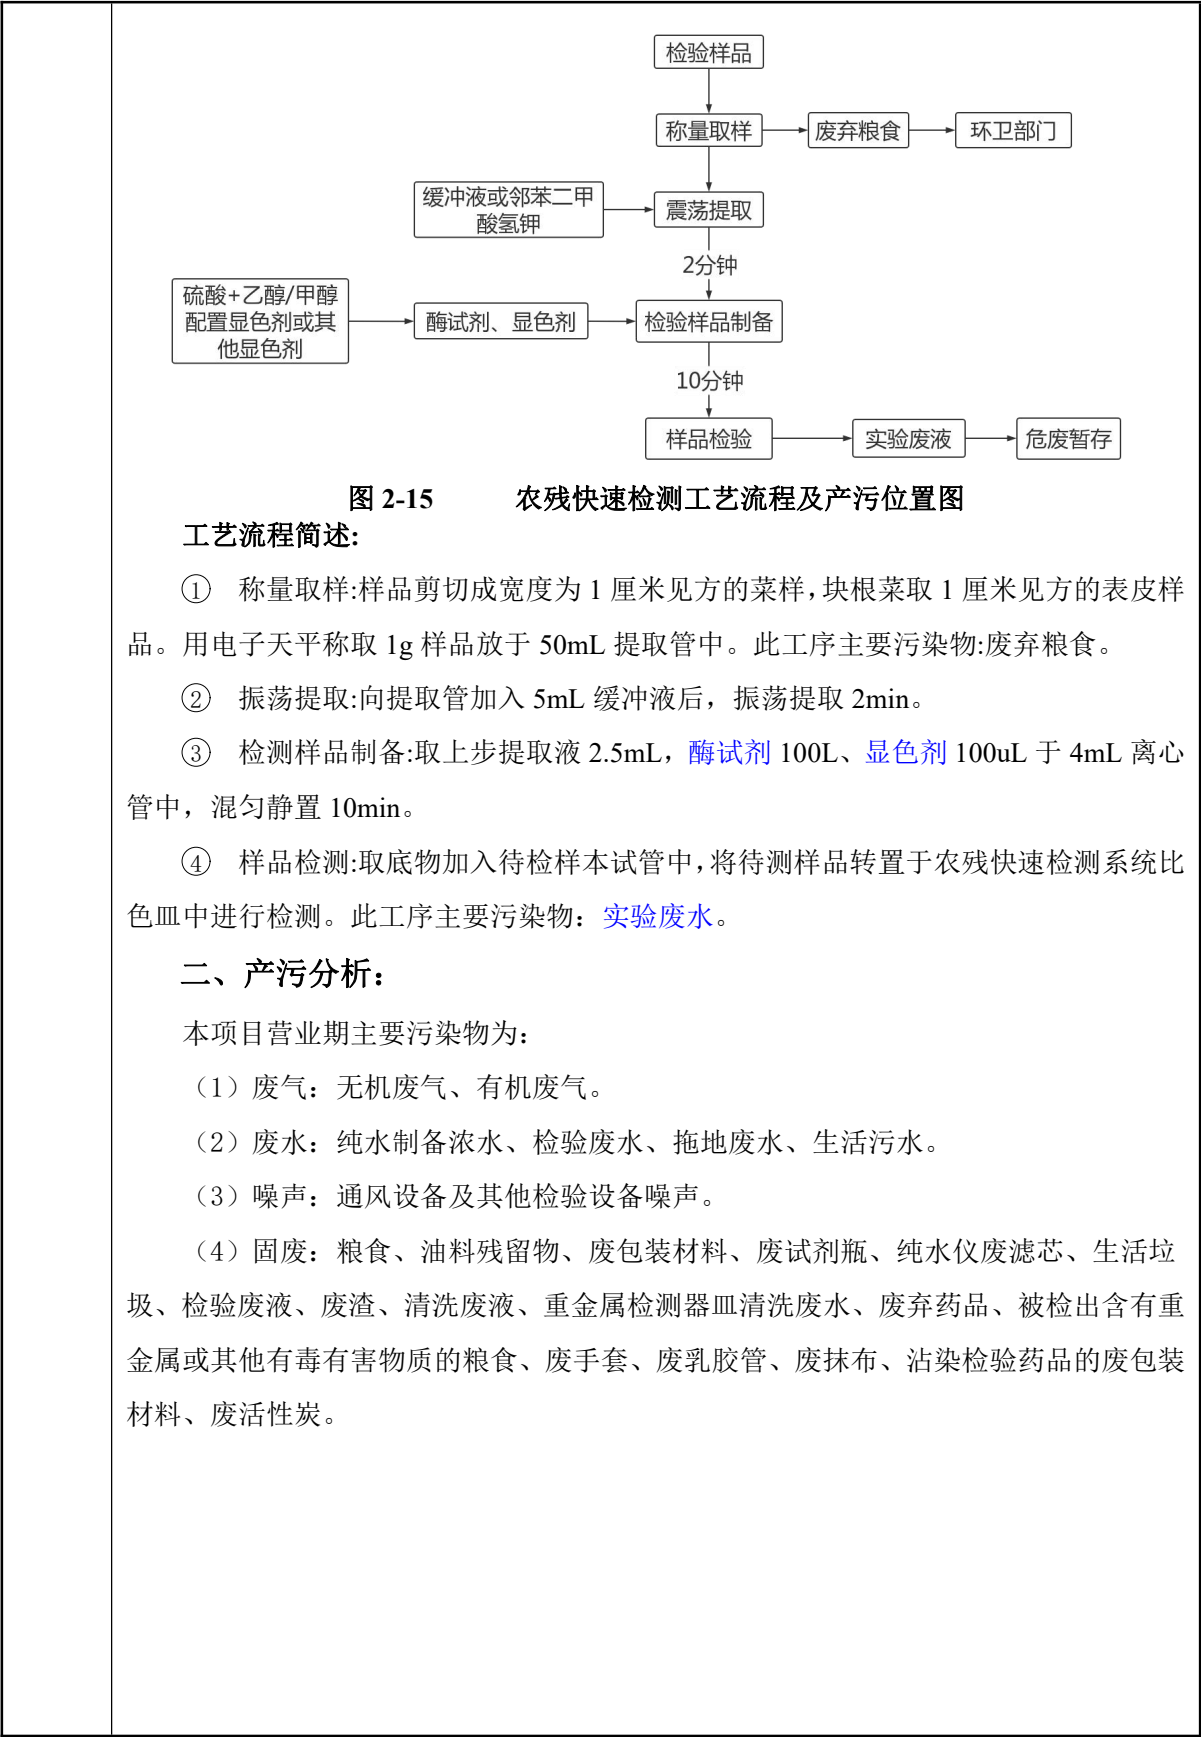 检验样品
称量取样
废弃粮食
环卫部门
缓冲液或邻苯二甲
酸氢钾
震荡提取
2分钟
硫酸+乙醇/甲醇
配置显色剂或其
他显色剂
酶试剂、显色剂
检验样品制备
10分钟
样品检验
实验废液
危废暂存
图 2-15 农残快速检测工艺流程及产污位置图
工艺流程简述:
① 称量取样:样品剪切成宽度为 1 厘米见方的菜样,块根菜取 1 厘米见方的表皮样
品。用电子天平称取 1g 样品放于 50mL 提取管中。此工序主要污染物:废弃粮食。
② 振荡提取:向提取管加入 5mL 缓冲液后，振荡提取 2min。
③ 检测样品制备:取上步提取液 2.5mL，酶试剂 100L、显色剂 100uL 于 4mL 离心
管中，混匀静置 10min。
④ 样品检测:取底物加入待检样本试管中,将待测样品转置于农残快速检测系统比
色皿中进行检测。此工序主要污染物：实验废水。
二、产污分析：
本项目营业期主要污染物为：
（1）废气：无机废气、有机废气。
（2）废水：纯水制备浓水、检验废水、拖地废水、生活污水。
（3）噪声：通风设备及其他检验设备噪声。
（4）固废：粮食、油料残留物、废包装材料、废试剂瓶、纯水仪废滤芯、生活垃
圾、检验废液、废渣、清洗废液、重金属检测器皿清洗废水、废弃药品、被检出含有重
金属或其他有毒有害物质的粮食、废手套、废乳胶管、废抹布、沾染检验药品的废包装
材料、废活性炭。